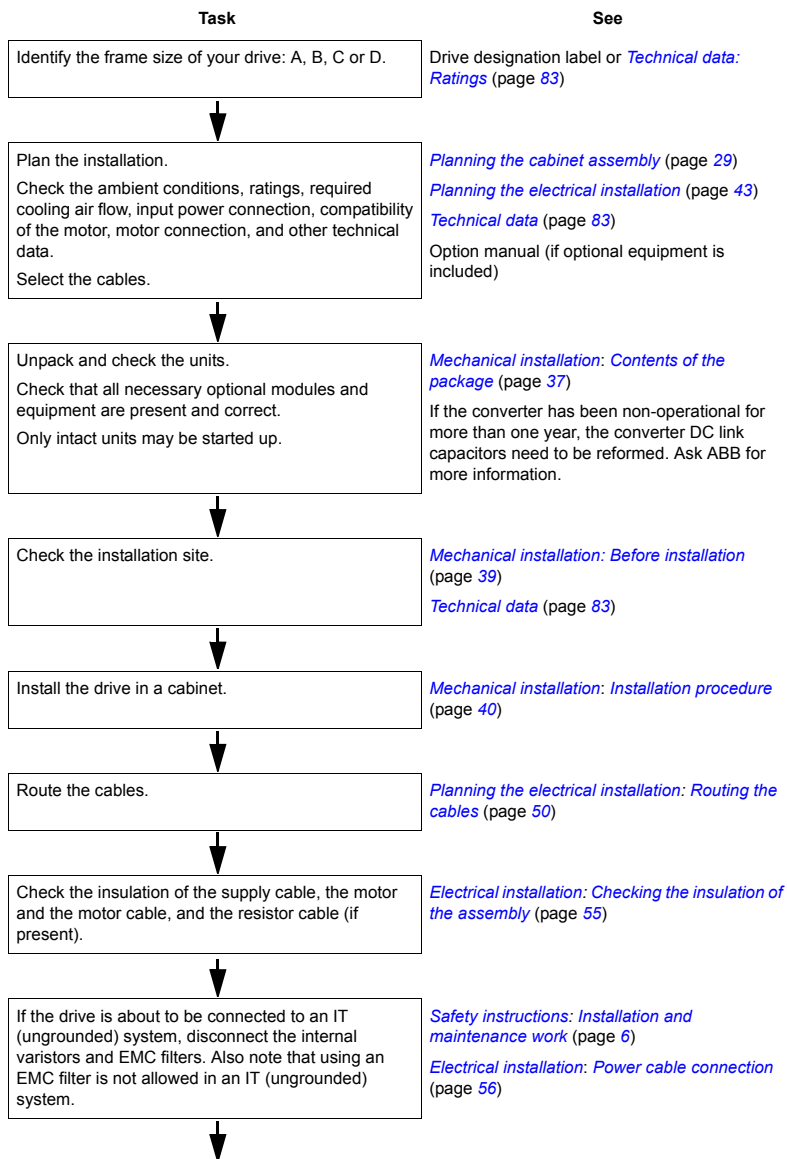 Task
See
Identify the frame size of your drive: A, B, C or D.
Drive designation label or Technical data:
Ratings (page 83)
Plan the installation.
Check the ambient conditions, ratings, required
cooling air flow, input power connection, compatibility
of the motor, motor connection, and other technical
data.
Select the cables.
Planning the cabinet assembly (page 29)
Planning the electrical installation (page 43)
Technical data (page 83)
Option manual (if optional equipment is
included)
Unpack and check the units.
Check that all necessary optional modules and
equipment are present and correct.
Only intact units may be started up.
Mechanical installation: Contents of the
package (page 37)
If the converter has been non-operational for
more than one year, the converter DC link
capacitors need to be reformed. Ask ABB for
more information.
Check the installation site.
Mechanical installation: Before installation
(page 39)
Technical data (page 83)
Install the drive in a cabinet.
Mechanical installation: Installation procedure
(page 40)
Route the cables.
Planning the electrical installation: Routing the
cables (page 50)
Check the insulation of the supply cable, the motor
and the motor cable, and the resistor cable (if
present).
Electrical installation: Checking the insulation of
the assembly (page 55)
If the drive is about to be connected to an IT
(ungrounded) system, disconnect the internal
varistors and EMC filters. Also note that using an
EMC filter is not allowed in an IT (ungrounded)
system.
Safety instructions: Installation and
maintenance work (page 6)
Electrical installation: Power cable connection
(page 56)